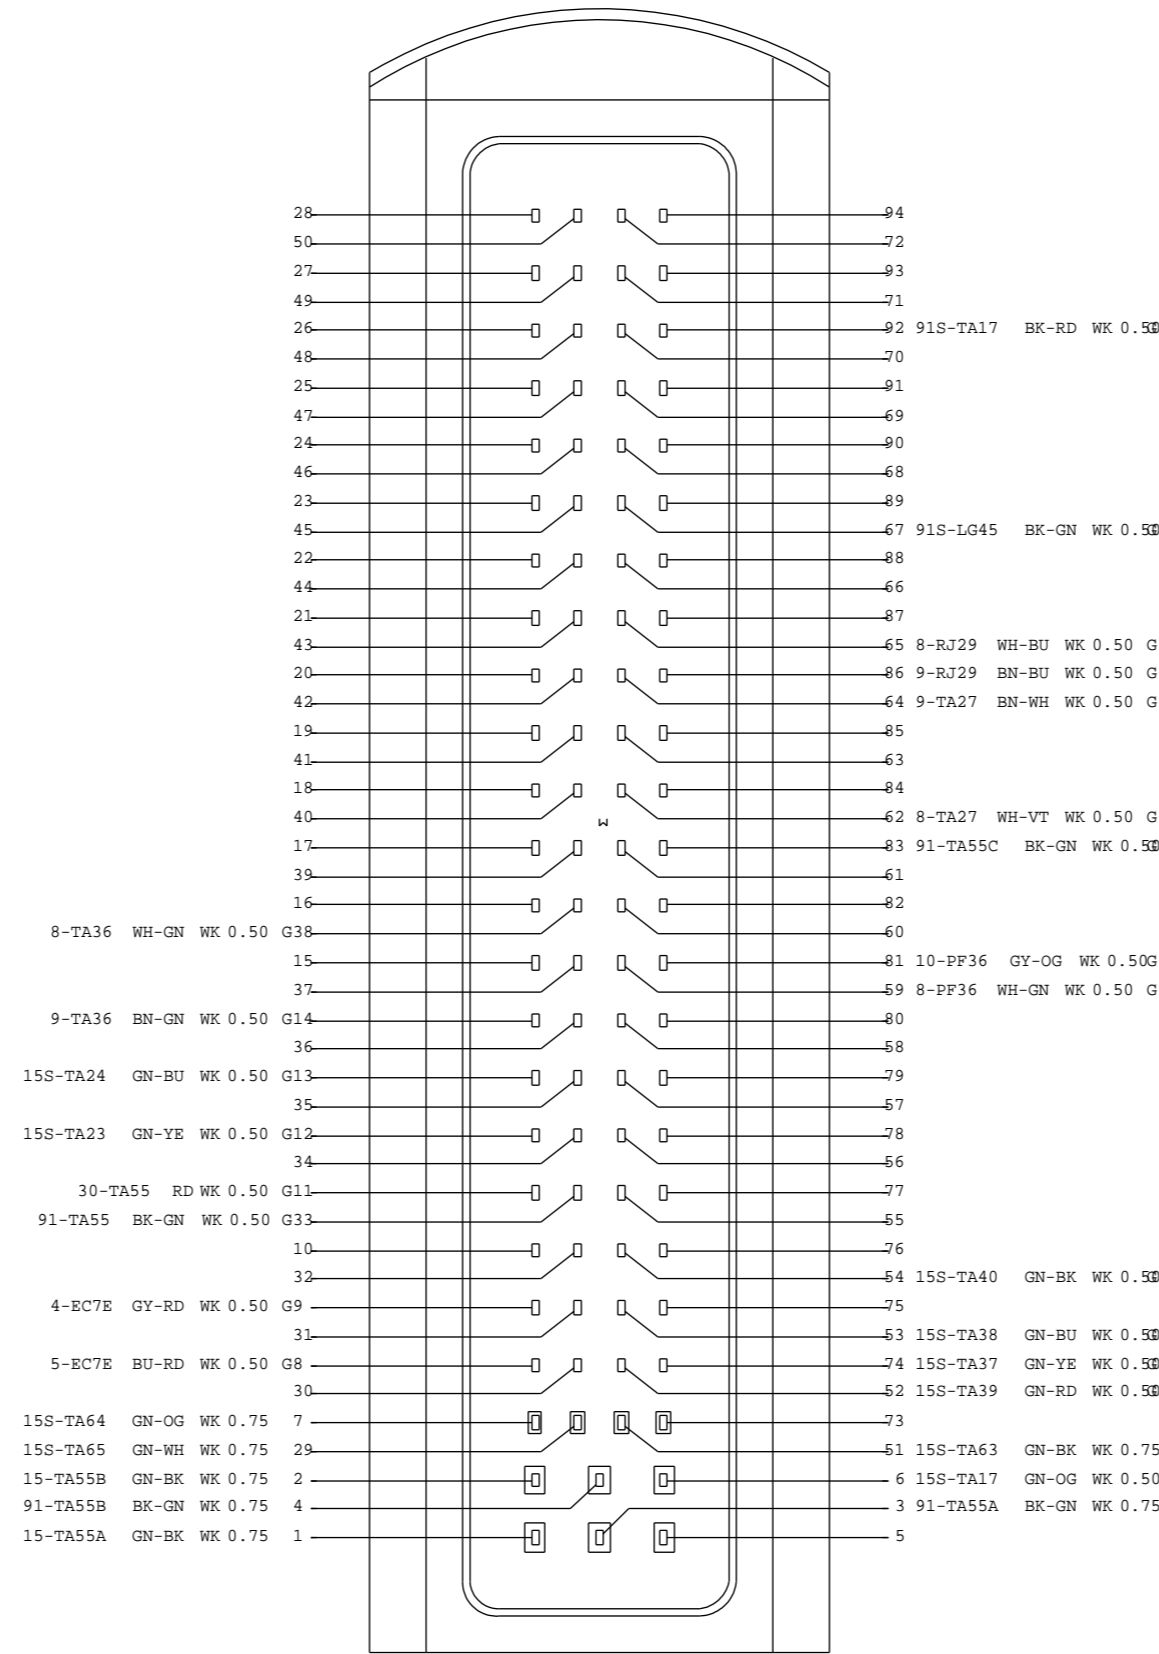 28 94
50 72
27 93
49 71
26 92 91S-TA17 BK-RD WK 0.50G
48 70
25 91
47 69
24 90
46 68
23 89
45 67 91S-LG45 BK-GN WK 0.50G
22 88
44 66
21 87
43 65 8-RJ29 WH-BU WK 0.50 G
20 86 9-RJ29 BN-BU WK 0.50 G
42 64 9-TA27 BN-WH WK 0.50 G
19 85
41 63
18 84
40 62 8-TA27 WH-VT WK 0.50 G
17 83 91-TA55C BK-GN WK 0.50G
39 61
16 82
8-TA36 WH-GN WK 0.50 G38 60
15 81 10-PF36 GY-OG WK 0.50G
37 59 8-PF36 WH-GN WK 0.50 G
9-TA36 BN-GN WK 0.50 G14 80
36 58
15S-TA24 GN-BU WK 0.50 G13 79
35 57
15S-TA23 GN-YE WK 0.50 G12 78
34 56
30-TA55 RD WK 0.50 G11 77
91-TA55 BK-GN WK 0.50 G33 55
10 76
32 54 15S-TA40 GN-BK WK 0.50G
4-EC7E GY-RD WK 0.50 G9 75
31 53 15S-TA38 GN-BU WK 0.50G
5-EC7E BU-RD WK 0.50 G8 74 15S-TA37 GN-YE WK 0.50G
30 52 15S-TA39 GN-RD WK 0.50G
15S-TA64 GN-OG WK 0.75 7 73
15S-TA65 GN-WH WK 0.75 29 51 15S-TA63 GN-BK WK 0.75
15-TA55B GN-BK WK 0.75 2 6 15S-TA17 GN-OG WK 0.50
91-TA55B BK-GN WK 0.75 4 3 91-TA55A BK-GN WK 0.75
15-TA55A GN-BK WK 0.75 1 5